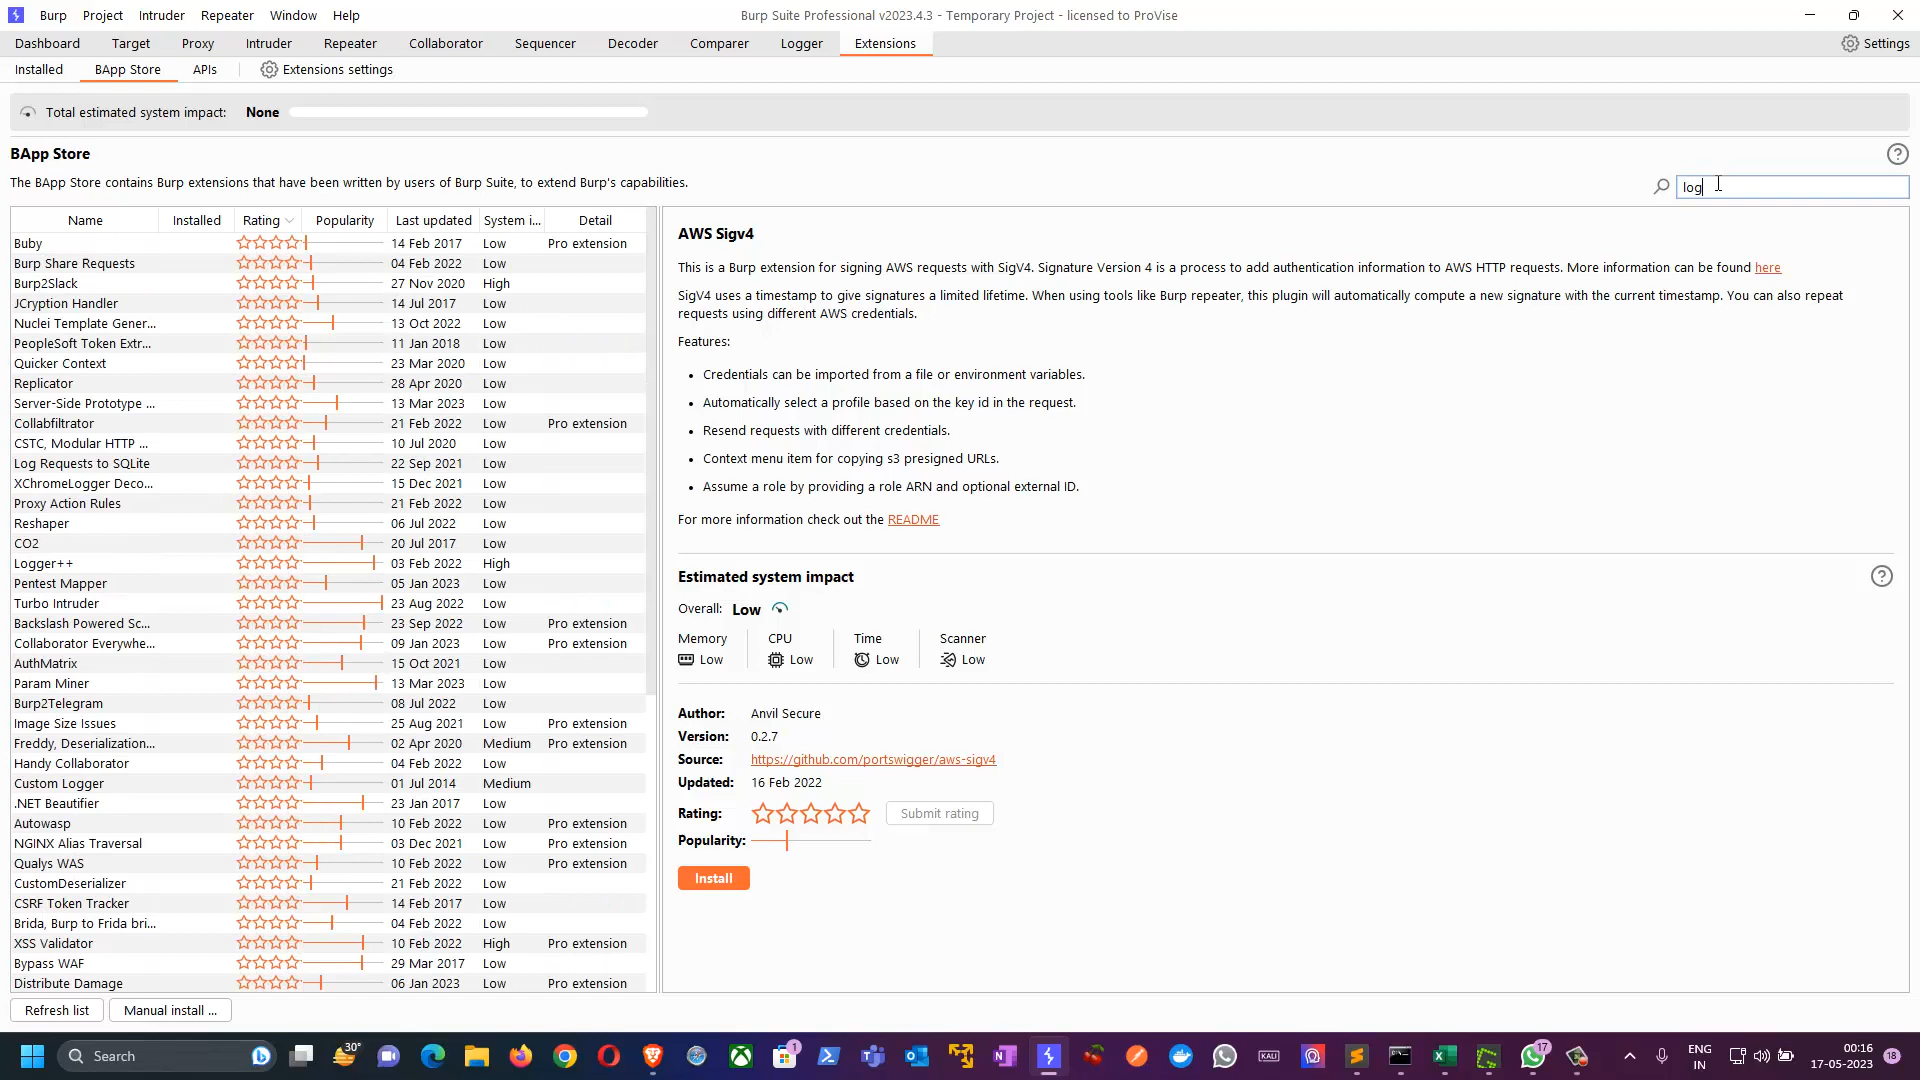 Burp Project Intruder Repeater Window Help Burp Suite Professional v2023.4.3 - Temporary Project - licensed to ProVise
Dashboard Target Proxy Intruder Repeater Collaborator Sequencer Decoder Comparer Logger Extensions Settings
Installed BApp Store APIs Extensions settings
Total estimated system impact: None
BApp Store
The BApp Store contains Burp extensions that have been written by users of Burp Suite, to extend Burp's capabilities.
log
Name Installed Rating Popularity Last updated System i... Detail
Buby 14 Feb 2017 Low Pro extension
Burp Share Requests 04 Feb 2022 Low
Burp2Slack 27 Nov 2020 High
JCryption Handler 14 Jul 2017 Low
Nuclei Template Gener... 13 Oct 2022 Low
PeopleSoft Token Extr... 11 Jan 2018 Low
Quicker Context 23 Mar 2020 Low
Replicator 28 Apr 2020 Low
Server-Side Prototype ... 13 Mar 2023 Low
Collabfiltrator 21 Feb 2022 Low Pro extension
CSTC, Modular HTTP ... 10 Jul 2020 Low
Log Requests to SQLite 22 Sep 2021 Low
XChromeLogger Deco... 15 Dec 2021 Low
Proxy Action Rules 21 Feb 2022 Low
Reshaper 06 Jul 2022 Low
CO2 20 Jul 2017 Low
Logger++ 03 Feb 2022 High
Pentest Mapper 05 Jan 2023 Low
Turbo Intruder 23 Aug 2022 Low
Backslash Powered Sc... 23 Sep 2022 Low Pro extension
Collaborator Everywhe... 09 Jan 2023 Low Pro extension
AuthMatrix 15 Oct 2021 Low
Param Miner 13 Mar 2023 Low
Burp2Telegram 08 Jul 2022 Low
Image Size Issues 25 Aug 2021 Low Pro extension
Freddy, Deserialization... 02 Apr 2020 Medium Pro extension
Handy Collaborator 04 Feb 2022 Low
Custom Logger 01 Jul 2014 Medium
.NET Beautifier 23 Jan 2017 Low
Autowasp 10 Feb 2022 Low Pro extension
NGINX Alias Traversal 03 Dec 2021 Low Pro extension
Qualys WAS 10 Feb 2022 Low Pro extension
CustomDeserializer 21 Feb 2022 Low
CSRF Token Tracker 14 Feb 2017 Low
Brida, Burp to Frida bri... 04 Feb 2022 Low
XSS Validator 10 Feb 2022 High Pro extension
Bypass WAF 29 Mar 2017 Low
Distribute Damage 06 Jan 2023 Low Pro extension
Refresh list Manual install ...
AWS Sigv4
This is a Burp extension for signing AWS requests with SigV4. Signature Version 4 is a process to add authentication information to AWS HTTP requests. More information can be found here
SigV4 uses a timestamp to give signatures a limited lifetime. When using tools like Burp repeater, this plugin will automatically compute a new signature with the current timestamp. You can also repeat
requests using different AWS credentials.
Features:
• Credentials can be imported from a file or environment variables.
• Automatically select a profile based on the key id in the request.
• Resend requests with different credentials.
• Context menu item for copying s3 presigned URLs.
• Assume a role by providing a role ARN and optional external ID.
For more information check out the README
Estimated system impact
Overall: Low
Memory CPU Time Scanner
Low Low Low Low
Author: Anvil Secure
Version: 0.2.7
Source: https://github.com/portswigger/aws-sigv4
Updated: 16 Feb 2022
Rating: Submit rating
Popularity:
Install
Search 30° 1 KALI 17 ENG 00:16
IN 17-05-2023 18